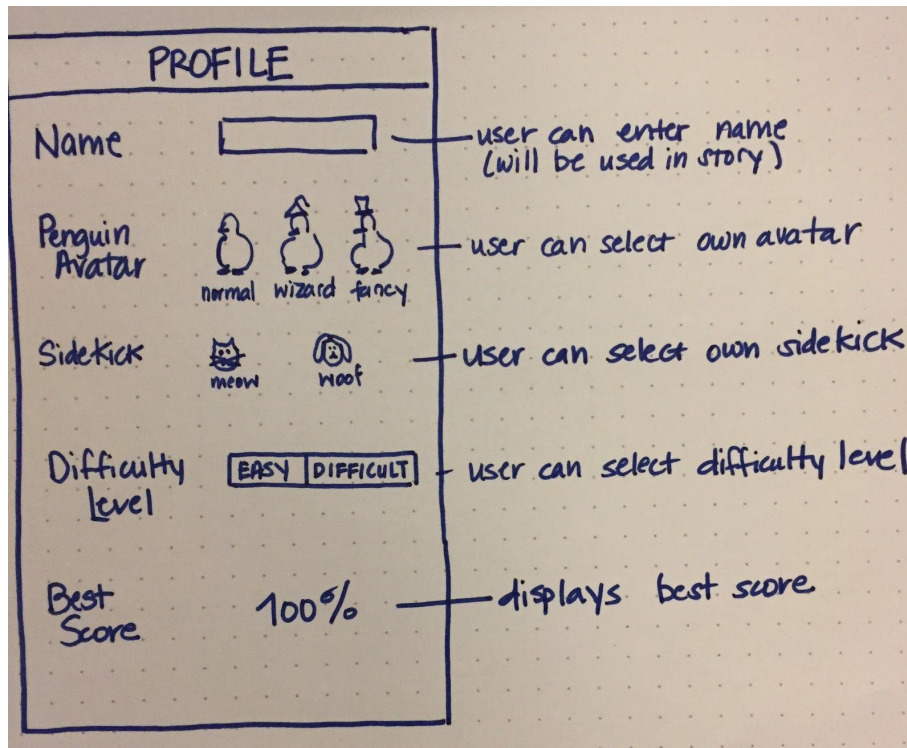 PROFILE
Name
user can enter name
(will be used in story)
Penguin
Avatar
normal wizard fancy
user can select own avatar
Sidekick
meow woof
user can select own sidekick
Difficulty
Level
EASY DIFFICULT
user can select difficulty level
Best
Score
100%
displays best score